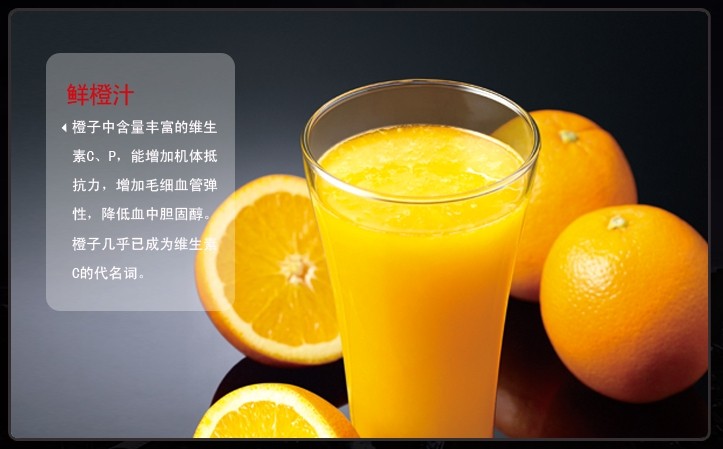 鲜橙汁
橙子中含量丰富的维生
素C、P，能增加机体抵
抗力，增加毛细血管弹
性，降低血中胆固醇。
橙子几乎已成为维生素
C的代名词。